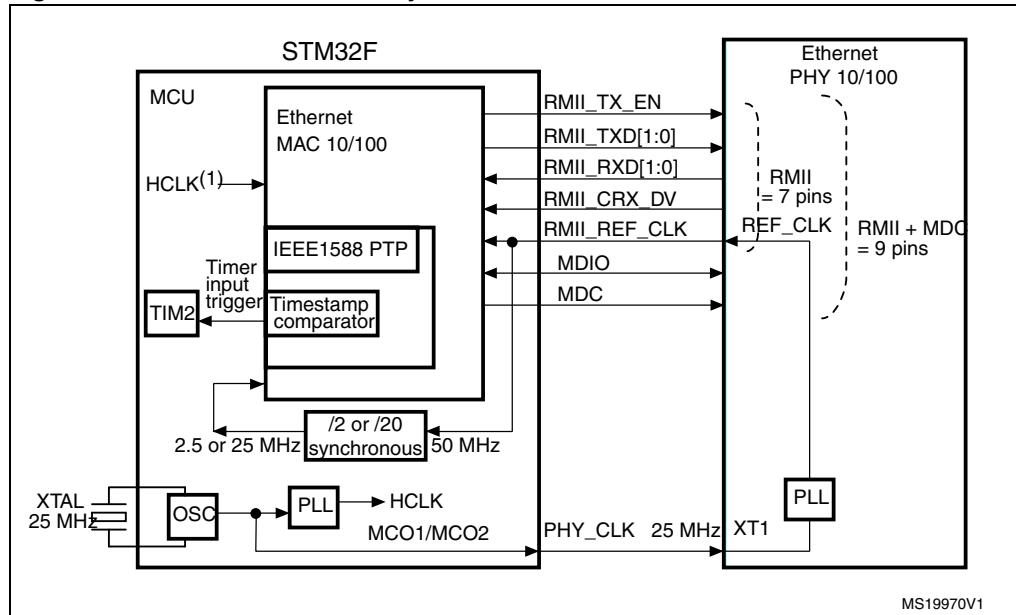 STM32F
MCU
Ethernet
MAC 10/100
HCLK(1)
IEEE1588 PTP
Timer
input
trigger
Timestamp
comparator
TIM2
/2 or /20
synchronous
2.5 or 25 MHz
50 MHz
XTAL
25 MHz
OSC
PLL
HCLK
MCO1/MCO2
RMII_TX_EN
RMII_TXD[1:0]
RMII_RXD[1:0]
RMII_CRX_DV
RMII_REF_CLK
MDIO
MDC
PHY_CLK 25 MHz
Ethernet
PHY 10/100
RMII
= 7 pins
REF_CLK
RMII + MDC
= 9 pins
PLL
XT1
MS19970V1